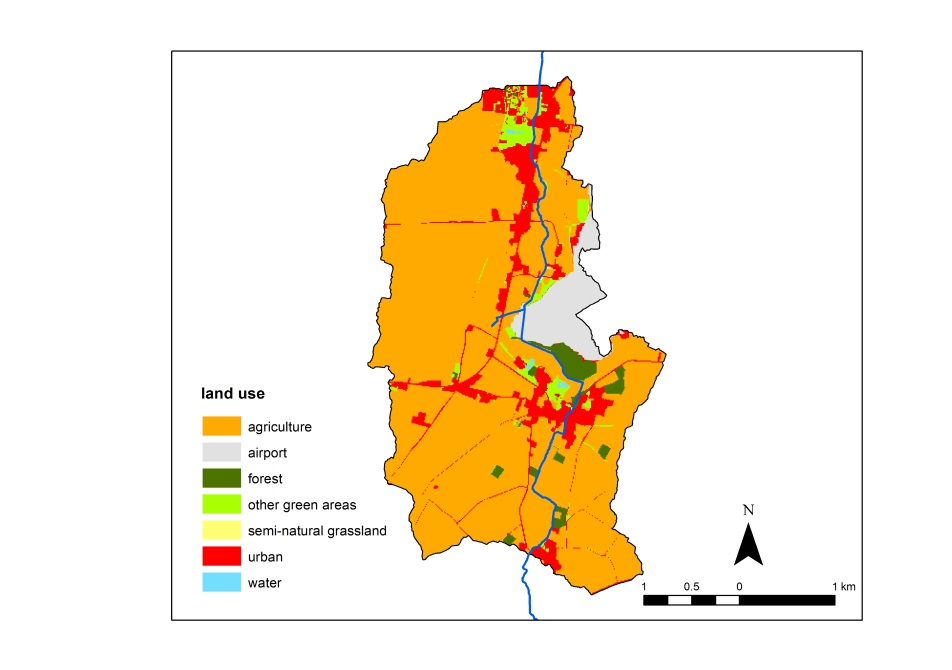 land use
agriculture
airport
forest
other green areas
semi-natural grassland
urban
water
N
1 0.5 0 1 km